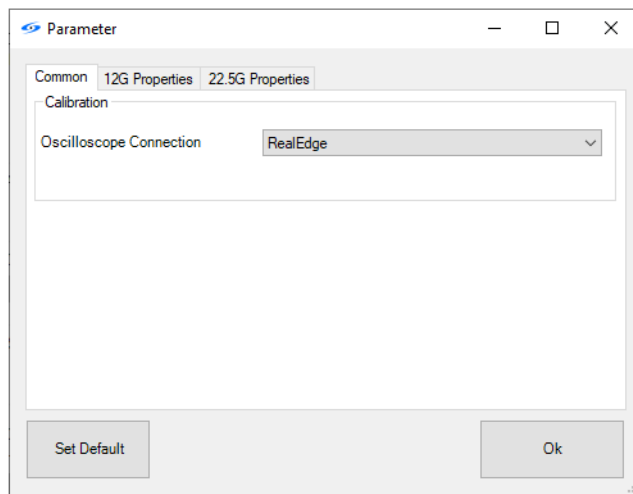 Parameter
Common
12G Properties
22.5G Properties
Calibration
Oscilloscope Connection
RealEdge
Set Default
Ok